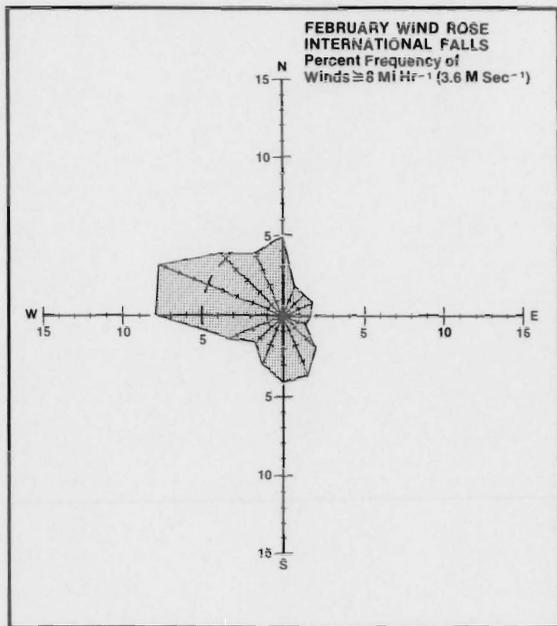 FEBRUARY WIND ROSE
INTERNATIONAL FALLS
Percent Frequency of
Winds ≧ 8 Mi Hr⁻¹ (3.6 M Sec⁻¹)
N
15
10
5
W
E
15
10
5
5
10
15
5
10
15
S